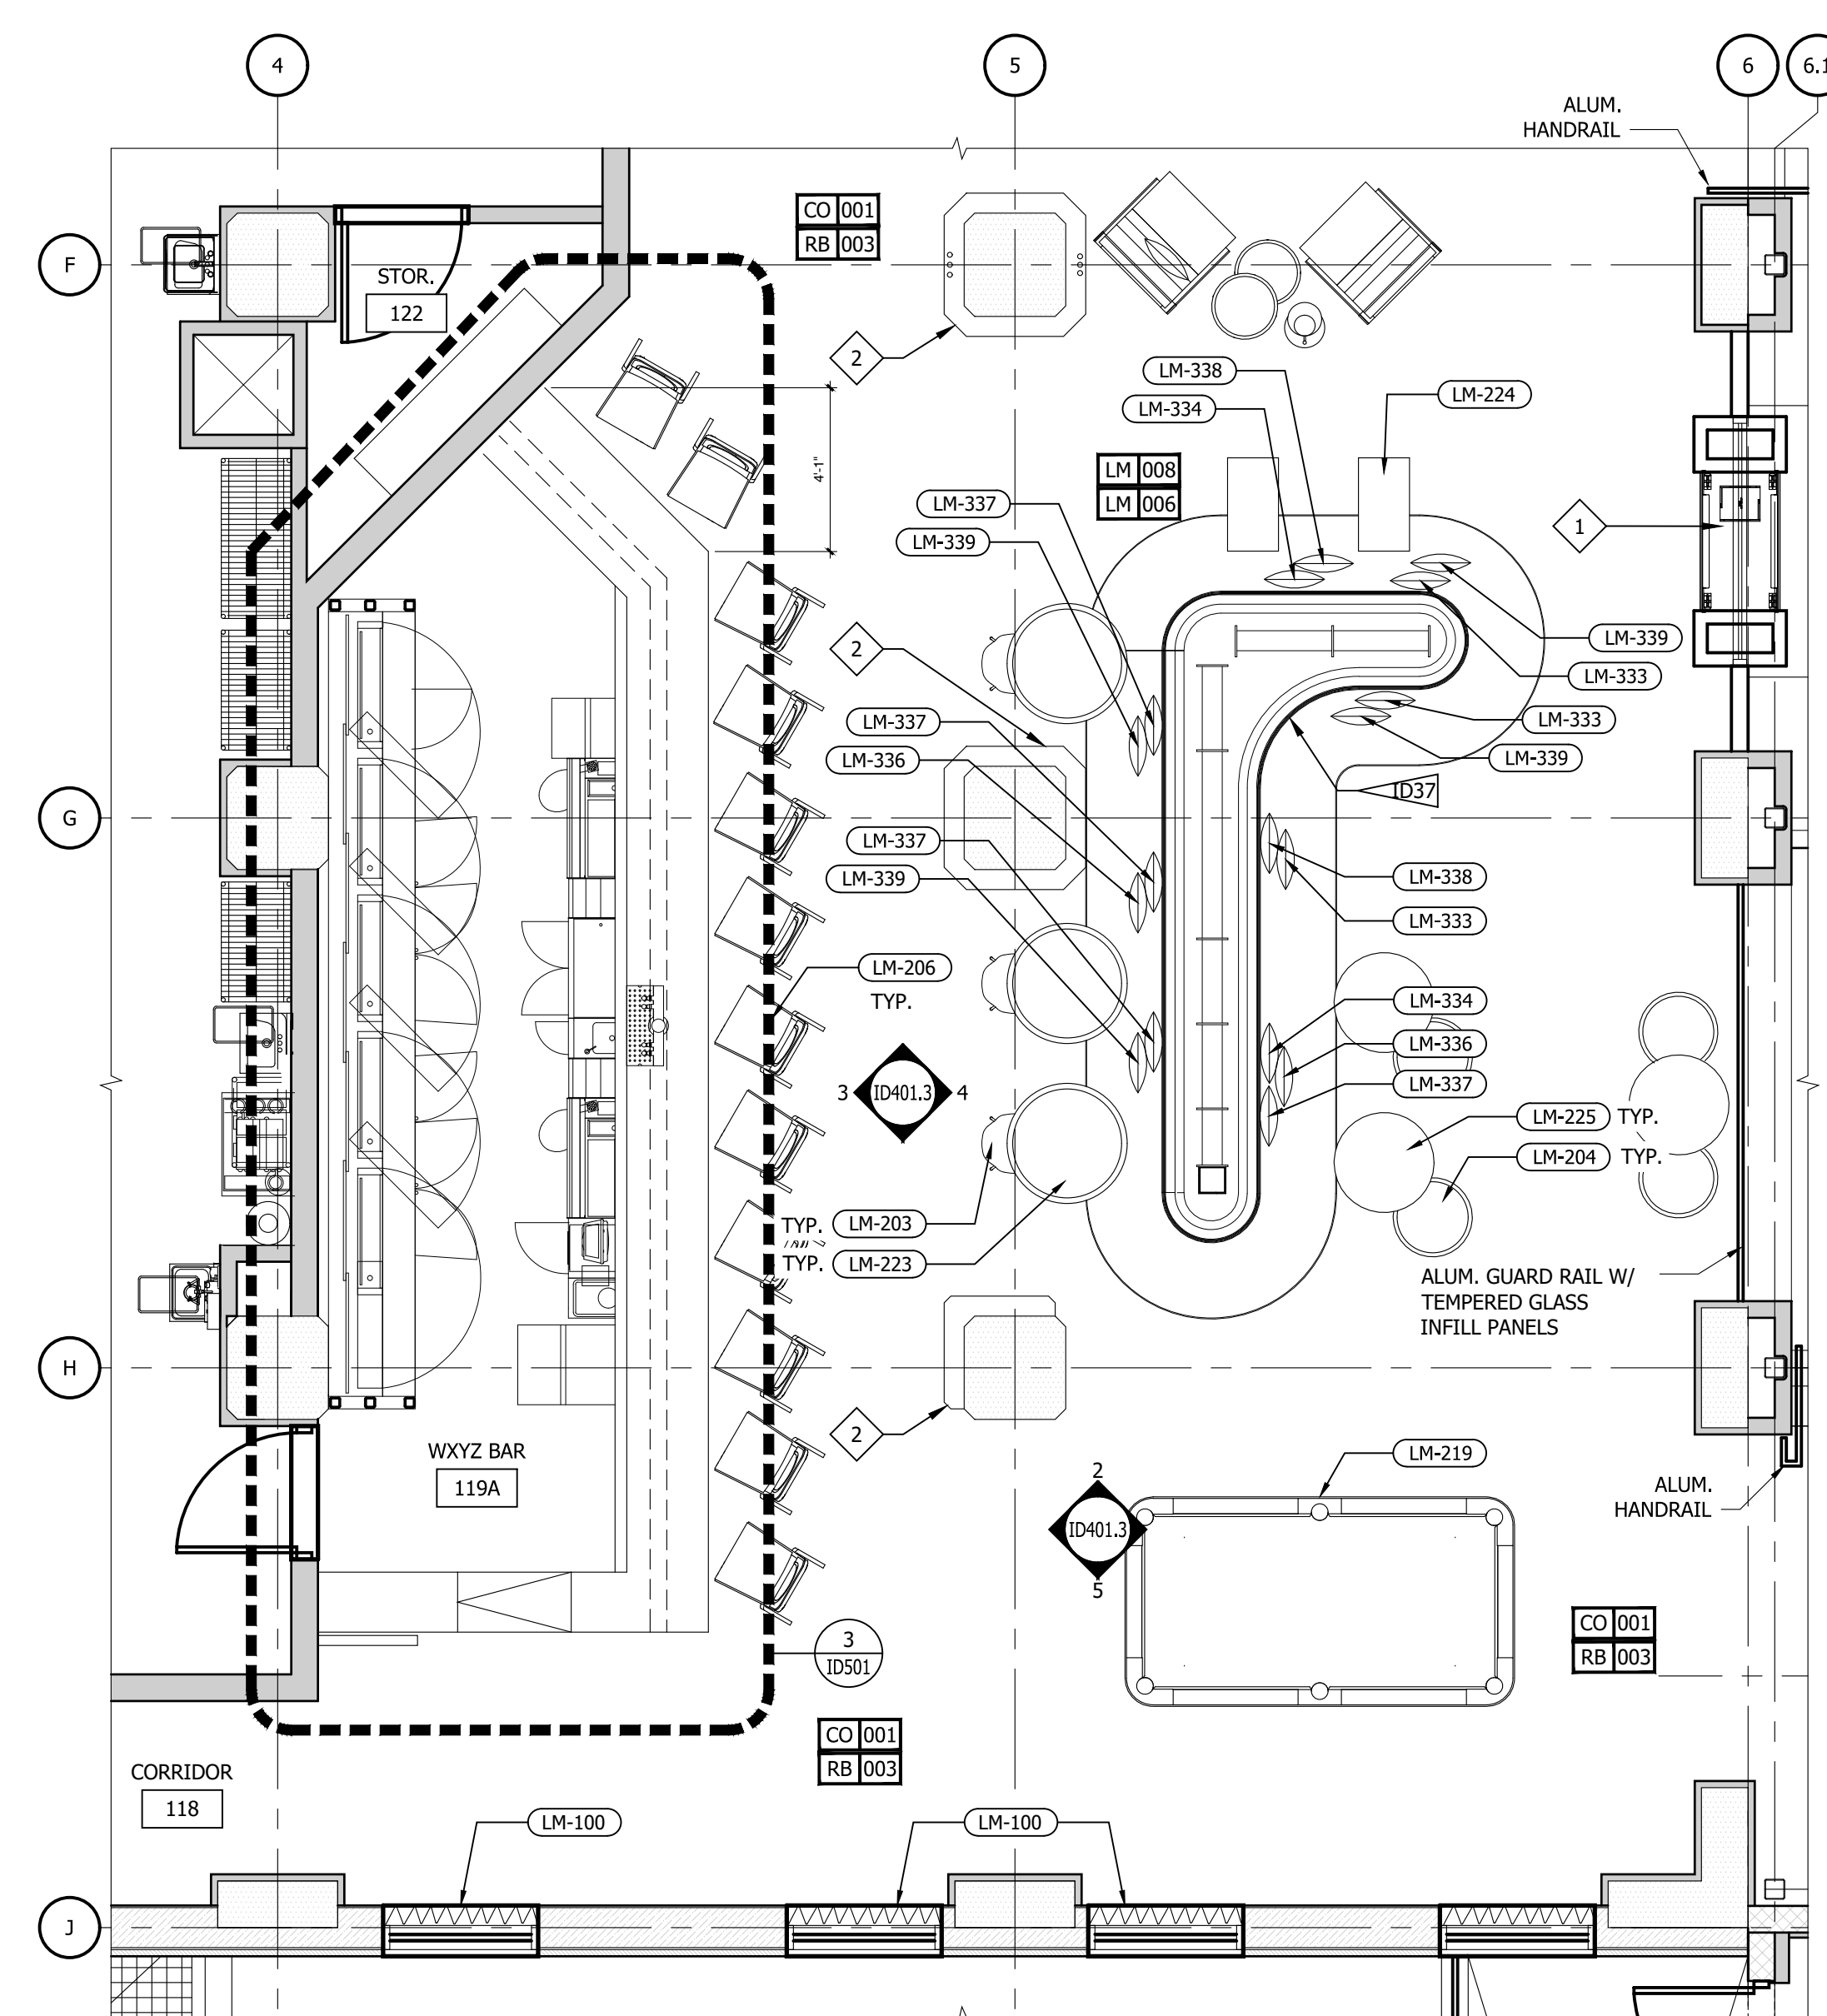 4
5
6
6.1
ALUM.
HANDRAIL
CO 001
RB 003
F
STOR.
122
2
LM-338
LM-224
LM-334
4'-1"
LM 008
LM 006
LM-337
1
LM-339
2
LM-339
LM-333
LM-337
LM-333
LM-336
LM-339
ID37
G
LM-337
LM-339
LM-338
LM-333
LM-206
TYP.
LM-334
LM-336
LM-337
3 ID401.3 4
LM-225 TYP.
LM-204 TYP.
TYP. LM-203
TYP. LM-223
ALUM. GUARD RAIL W/
TEMPERED GLASS
INFILL PANELS
H
2
WXYZ BAR
119A
LM-219
2
ID401.3
5
ALUM.
HANDRAIL
3
ID501
CO 001
RB 003
CO 001
RB 003
CORRIDOR
118
LM-100
LM-100
J